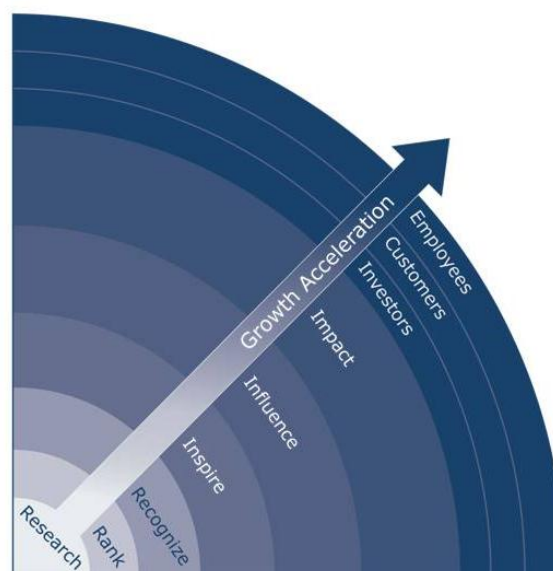 Growth Acceleration
Employees
Customers
Investors
Impact
Influence
Inspire
Recognize
Rank
Research